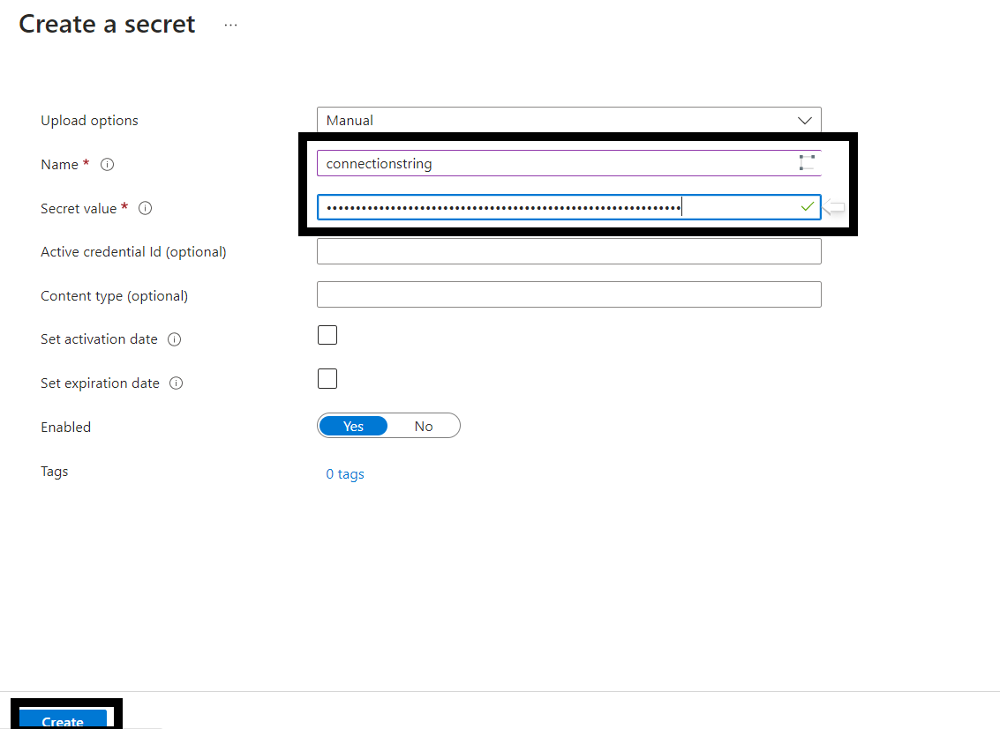 Create a secret ...
Upload options Manual
Name * connectionstring
Secret value * •••••••••••••••••••••••••••••••••••••••••••••••••••••••••••••
Active credential Id (optional)
Content type (optional)
Set activation date
Set expiration date
Enabled Yes No
Tags 0 tags
Create